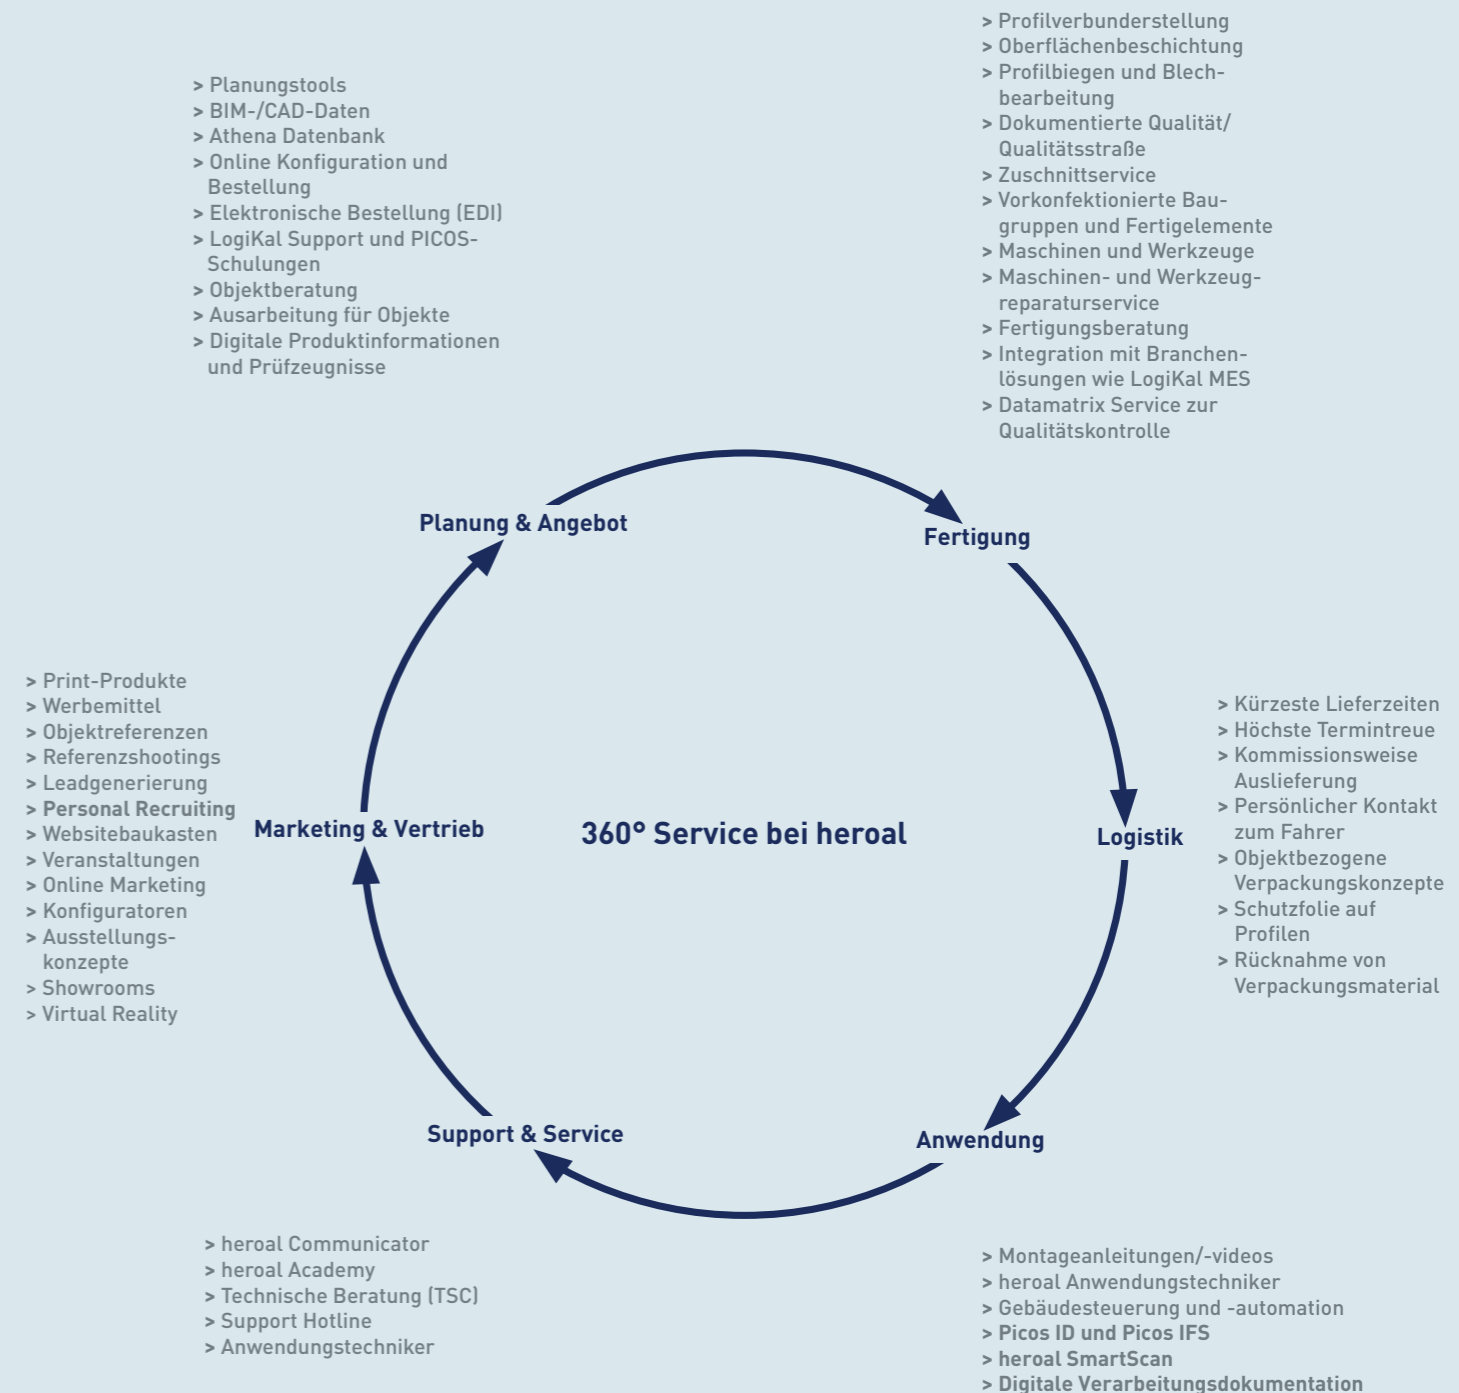 > Planungstools
> BIM-/CAD-Daten
> Athena Datenbank
> Online Konfiguration und
Bestellung
> Elektronische Bestellung (EDI)
> LogiKal Support und PICOS-
Schulungen
> Objektberatung
> Ausarbeitung für Objekte
> Digitale Produktinformationen
und Prüfzeugnisse
> Profilverbunderstellung
> Oberflächenbeschichtung
> Profilbiegen und Blech-
bearbeitung
> Dokumentierte Qualität/
Qualitätsstraße
> Zuschnittservice
> Vorkonfektionierte Bau-
gruppen und Fertigelemente
> Maschinen und Werkzeuge
> Maschinen- und Werkzeug-
reparaturservice
> Fertigungsberatung
> Integration mit Branchen-
lösungen wie LogiKal MES
> Datamatrix Service zur
Qualitätskontrolle
Planung & Angebot
Fertigung
> Print-Produkte
> Werbemittel
> Objektreferenzen
> Referenzshootings
> Leadgenerierung
> Personal Recruiting
> Websitebaukasten
> Veranstaltungen
> Online Marketing
> Konfiguratoren
> Ausstellungs-
konzepte
> Showrooms
> Virtual Reality
Marketing & Vertrieb
360° Service bei heroal
Logistik
> Kürzeste Lieferzeiten
> Höchste Termintreue
> Kommissionsweise
Auslieferung
> Persönlicher Kontakt
zum Fahrer
> Objektbezogene
Verpackungskonzepte
> Schutzfolie auf
Profilen
> Rücknahme von
Verpackungsmaterial
Support & Service
Anwendung
> heroal Communicator
> heroal Academy
> Technische Beratung (TSC)
> Support Hotline
> Anwendungstechniker
> Montageanleitungen/-videos
> heroal Anwendungstechniker
> Gebäudesteuerung und -automation
> Picos ID und Picos IFS
> heroal SmartScan
> Digitale Verarbeitungsdokumentation